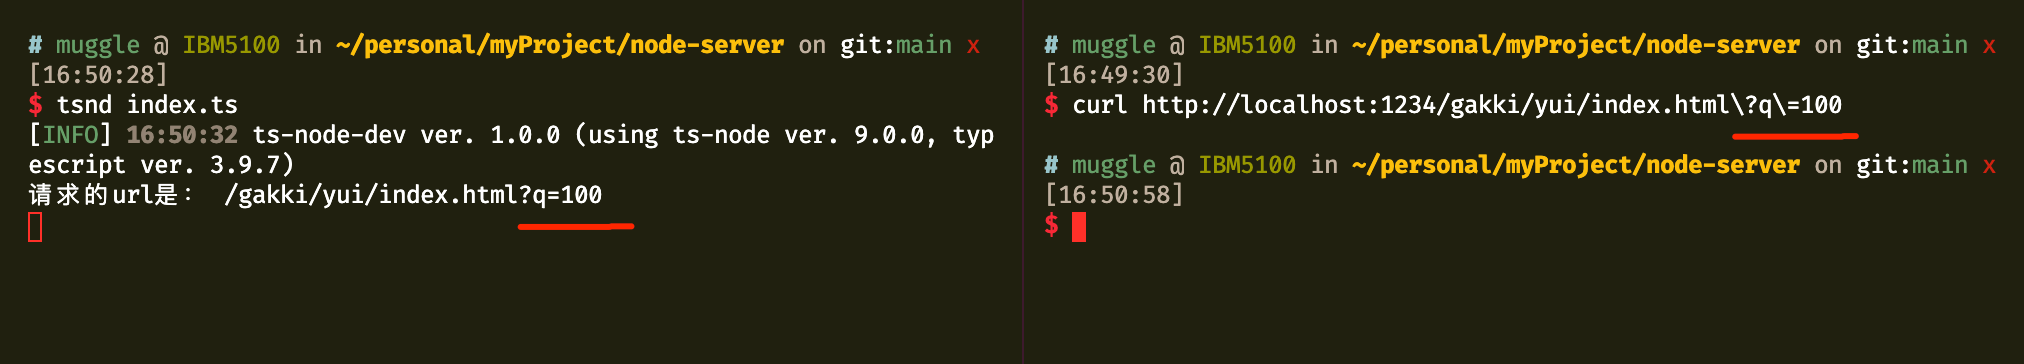 # muggle @ IBM5100 in ~/personal/myProject/node-server on git:main x
[16:50:28]
$ tsnd index.ts
[INFO] 16:50:32 ts-node-dev ver. 1.0.0 (using ts-node ver. 9.0.0, typ
escript ver. 3.9.7)
请求的url是： /gakki/yui/index.html?q=100
# muggle @ IBM5100 in ~/personal/myProject/node-server on git:main x
[16:49:30]
$ curl http://localhost:1234/gakki/yui/index.html\?q\=100
# muggle @ IBM5100 in ~/personal/myProject/node-server on git:main x
[16:50:58]
$